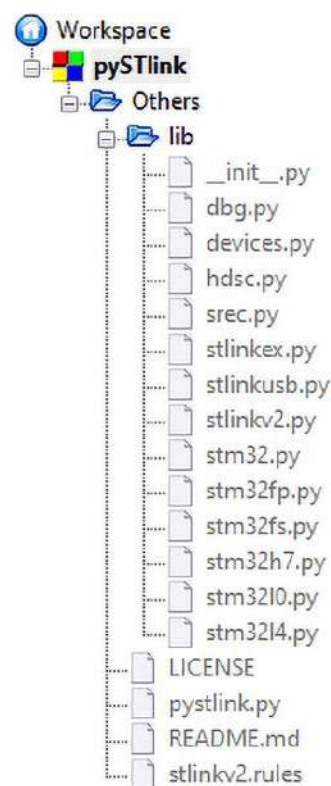 Workspace
pySTlink
Others
lib
__init__.py
dbg.py
devices.py
hdsc.py
srec.py
stlinkex.py
stlinkusb.py
stlinkv2.py
stm32.py
stm32fp.py
stm32fs.py
stm32h7.py
stm32l0.py
stm32l4.py
LICENSE
pystlink.py
README.md
stlinkv2.rules